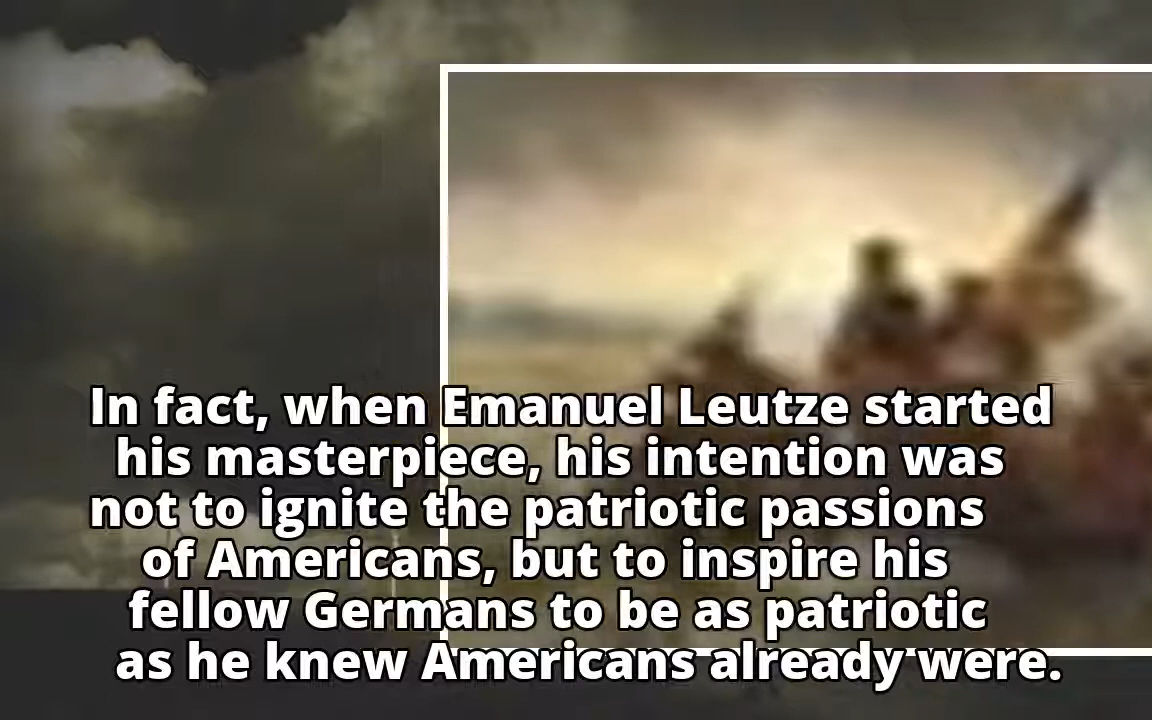 In fact, when Emanuel Leutze started
his masterpiece, his intention was
not to ignite the patriotic passions
of Americans, but to inspire his
fellow Germans to be as patriotic
as he knew Americans already were.